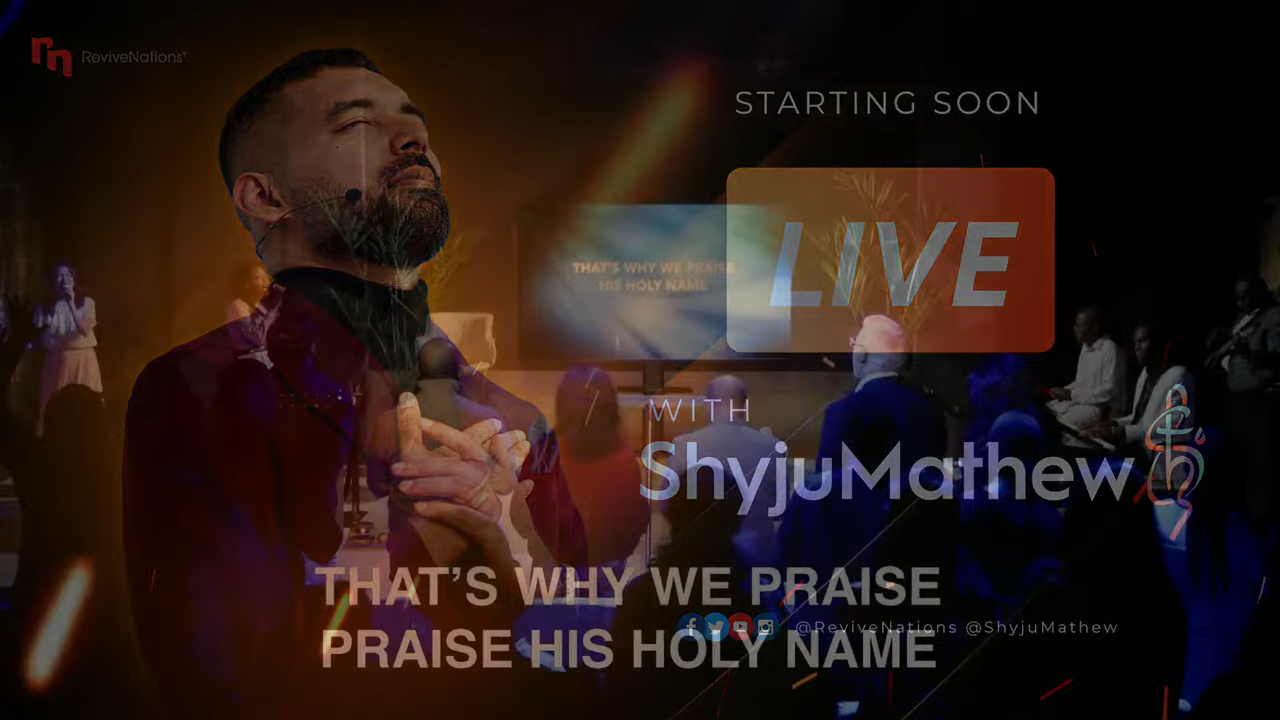 rn ReviveNations
STARTING SOON
LIVE
THAT'S WHY WE PRAISE
HIS HOLY NAME
WITH
ShyjuMathew
THAT'S WHY WE PRAISE
PRAISE HIS HOLY NAME
@ReviveNations @ShyjuMathew